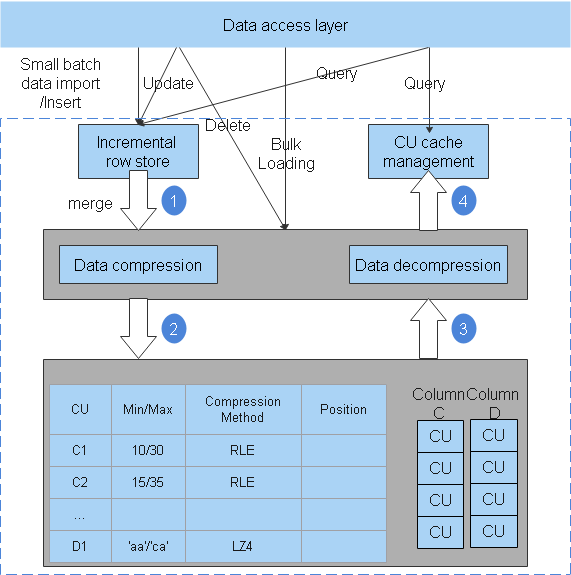 Data access layer
Small batch
data import
/Insert
Update
Query
Query
Delete
Bulk
Loading
Incremental
row store
CU cache
management
merge
1
4
Data compression
Data decompression
2
3
CU
Min/Max
Compression
Method
Position
C1
10/30
RLE
C2
15/35
RLE
...
D1
'aa'/'ca'
LZ4
Column
C
Column
D
CU
CU
CU
CU
CU
CU
CU
CU